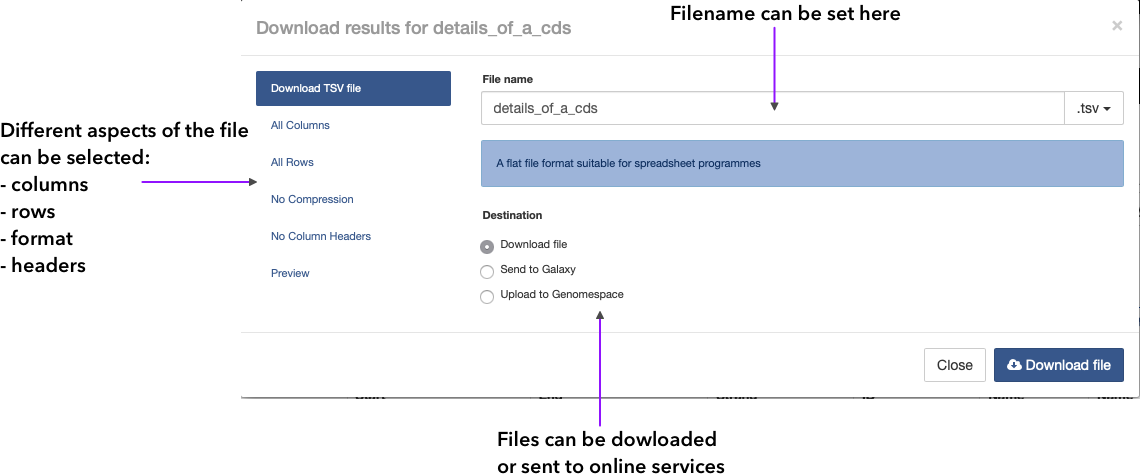 Filename can be set here
Download results for details_of_a_cds
×
Download TSV file
All Columns
All Rows
No Compression
No Column Headers
Preview
Different aspects of the file
can be selected:
- columns
- rows
- format
- headers
File name
details_of_a_cds
.tsv
A flat file format suitable for spreadsheet programmes
Destination
Download file
Send to Galaxy
Upload to Genomespace
Close
Download file
Files can be dowloaded
or sent to online services